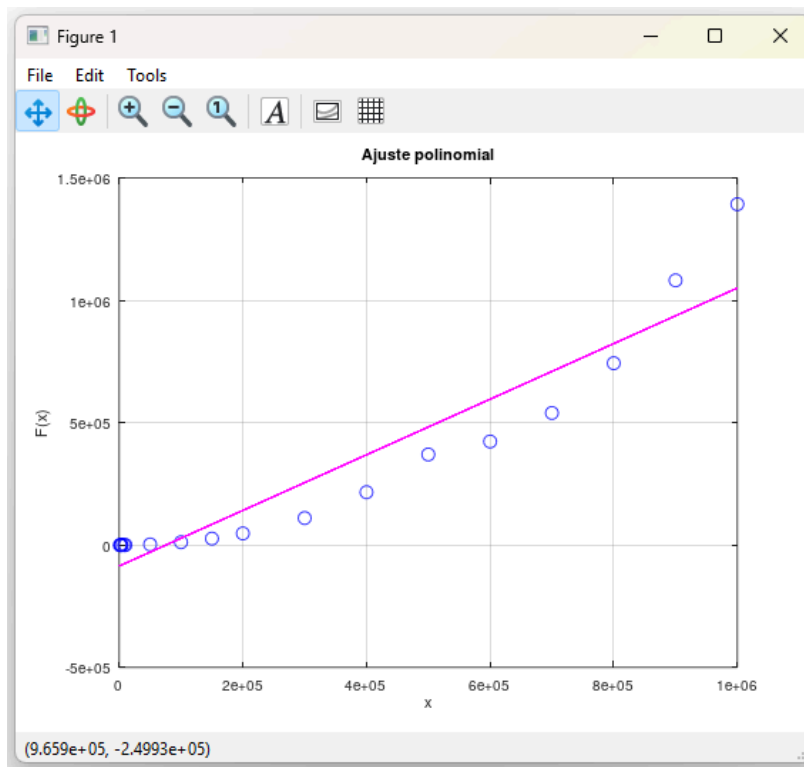 Figure 1
File Edit Tools
A
Ajuste polinomial
1.5e+06
1e+06
5e+05
0
-5e+05
F(x)
0 2e+05 4e+05 6e+05 8e+05 1e+06
x
(9.659e+05, -2.4993e+05)